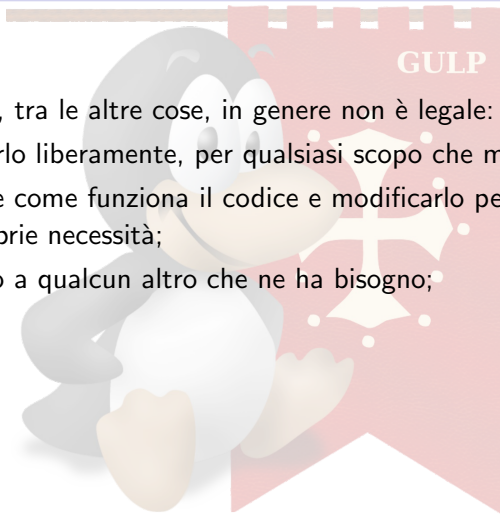 GULP
, tra le altre cose, in genere non è legale:
rlo liberamente, per qualsiasi scopo che m
e come funziona il codice e modificarlo pe
prie necessità;
o a qualcun altro che ne ha bisogno;